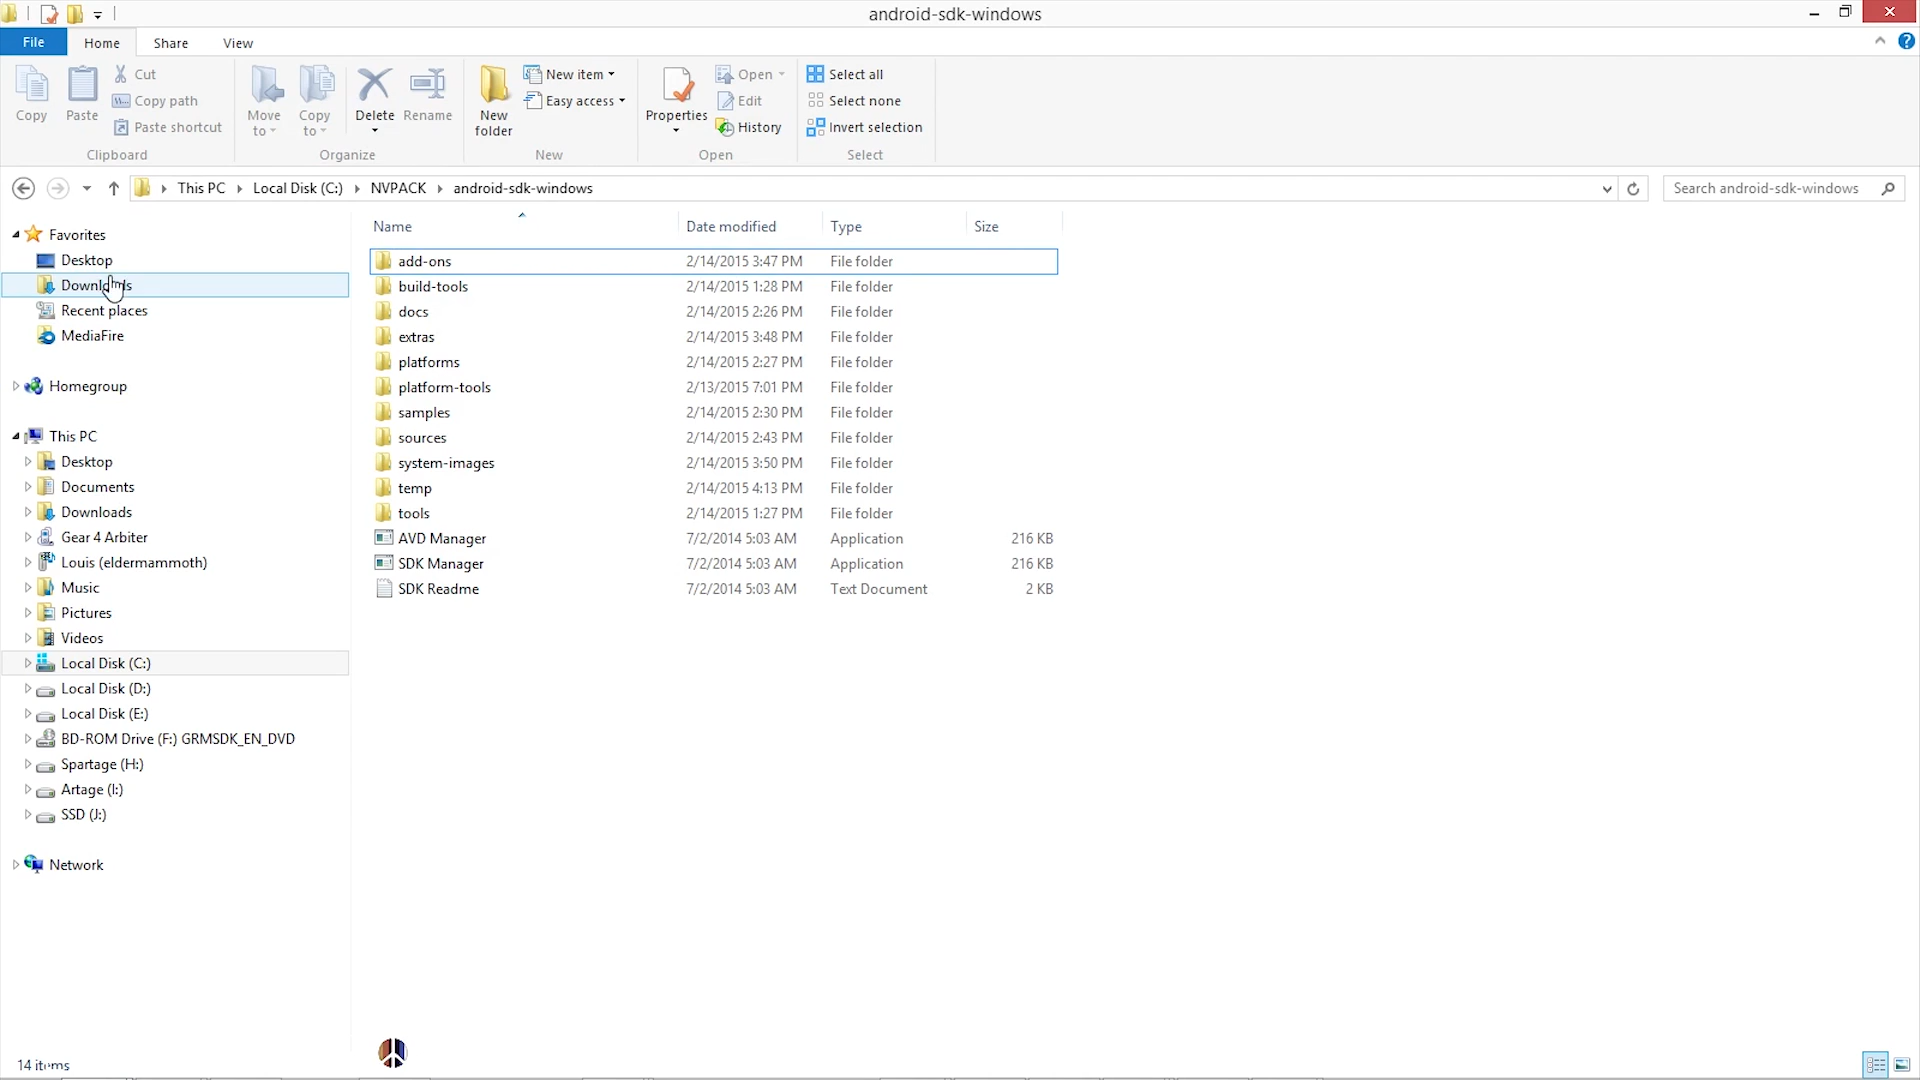 android-sdk-windows
File Home Share View
Copy
Paste
Cut
Copy path
Paste shortcut
Clipboard
Move to
Copy to
Delete
Rename
Organize
New folder
New item
Easy access
New
Properties
Open
Edit
History
Open
Select all
Select none
Invert selection
Select
This PC Local Disk (C:) NVPACK android-sdk-windows
Search android-sdk-windows
Favorites
Desktop
Downloads
Recent places
MediaFire
Homegroup
This PC
Desktop
Documents
Downloads
Gear 4 Arbiter
Louis (eldermammoth)
Music
Pictures
Videos
Local Disk (C:)
Local Disk (D:)
Local Disk (E:)
BD-ROM Drive (F:) GRMSDK_EN_DVD
Spartage (H:)
Artage (I:)
SSD (J:)
Network
Name Date modified Type Size
add-ons 2/14/2015 3:47 PM File folder
build-tools 2/14/2015 1:28 PM File folder
docs 2/14/2015 2:26 PM File folder
extras 2/14/2015 3:48 PM File folder
platforms 2/14/2015 2:27 PM File folder
platform-tools 2/13/2015 7:01 PM File folder
samples 2/14/2015 2:30 PM File folder
sources 2/14/2015 2:43 PM File folder
system-images 2/14/2015 3:50 PM File folder
temp 2/14/2015 4:13 PM File folder
tools 2/14/2015 1:27 PM File folder
AVD Manager 7/2/2014 5:03 AM Application 216 KB
SDK Manager 7/2/2014 5:03 AM Application 216 KB
SDK Readme 7/2/2014 5:03 AM Text Document 2 KB
14 items